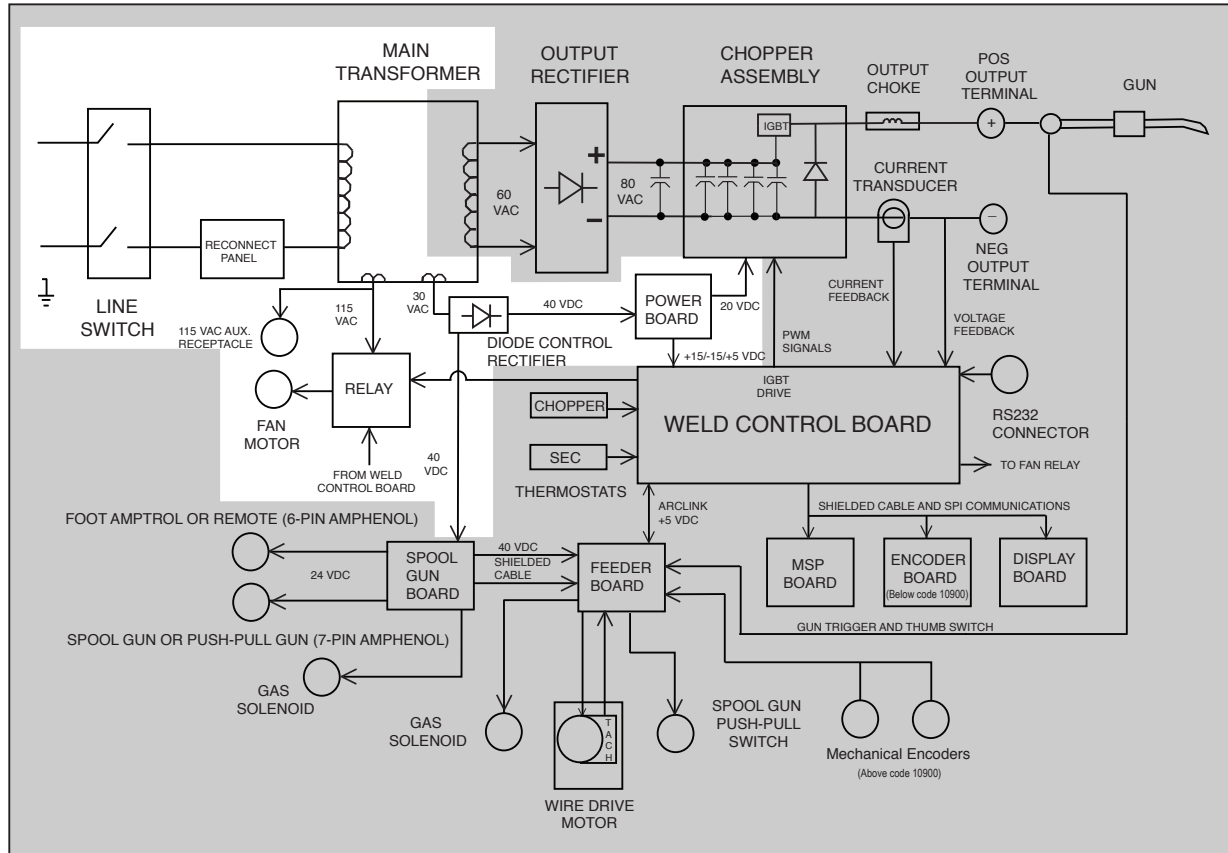 MAIN
TRANSFORMER
OUTPUT
RECTIFIER
CHOPPER
ASSEMBLY
OUTPUT
CHOKE
POS
OUTPUT
TERMINAL
GUN
IGBT
+
+
60
VAC
80
VAC
–
CURRENT
TRANSDUCER
–
NEG
OUTPUT
TERMINAL
RECONNECT
PANEL
LINE
SWITCH
115 VAC AUX.
RECEPTACLE
115
VAC
30
VAC
40 VDC
DIODE CONTROL
RECTIFIER
POWER
BOARD
20 VDC
+15/-15/+5 VDC
PWM
SIGNALS
CURRENT
FEEDBACK
VOLTAGE
FEEDBACK
RELAY
FAN
MOTOR
FROM WELD
CONTROL BOARD
40
VDC
CHOPPER
SEC
THERMOSTATS
IGBT
DRIVE
WELD CONTROL BOARD
RS232
CONNECTOR
TO FAN RELAY
ARCLINK
+5 VDC
SHIELDED CABLE AND SPI COMMUNICATIONS
MSP
BOARD
ENCODER
BOARD
(Below code 10900)
DISPLAY
BOARD
FOOT AMPTROL OR REMOTE (6-PIN AMPHENOL)
24 VDC
SPOOL
GUN
BOARD
40 VDC
SHIELDED
CABLE
FEEDER
BOARD
GUN TRIGGER AND THUMB SWITCH
SPOOL GUN OR PUSH-PULL GUN (7-PIN AMPHENOL)
GAS
SOLENOID
GAS
SOLENOID
TACH
WIRE DRIVE
MOTOR
SPOOL GUN
PUSH-PULL
SWITCH
Mechanical Encoders
(Above code 10900)